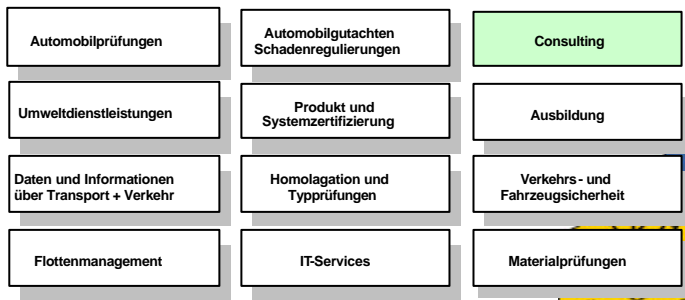 Automobilprüfungen
Automobilgutachten
Schadenregulierungen
Consulting
Umweltdienstleistungen
Produkt und
Systemzertifizierung
Ausbildung
Daten und Informationen
über Transport + Verkehr
Homolagation und
Typprüfungen
Verkehrs - und
Fahrzeugsicherheit
Flottenmanagement
IT-Services
Materialprüfungen